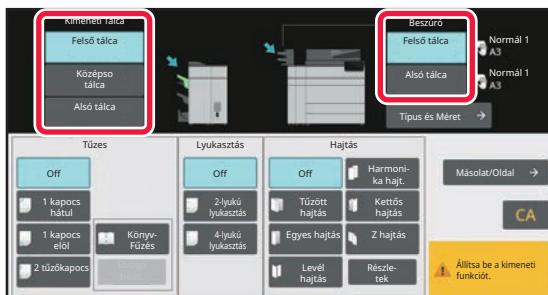 Kimeneti Tálca
Felső tálca
Középso
tálca
Alsó tálca
Beszúró
Felső tálca
Alsó tálca
Normál 1
A3
Normál 1
A3
Típus és Méret
Tűzes
Off
1 kapocs
hátul
1 kapocs
elöl
2 tűzőkapocs
Könyv-
Fűzés
Lyukasztás
Off
2-lyukú
lyukasztás
4-lyukú
lyukasztás
Hajtás
Off
Harmoni-
ka hajt.
Tűzött
hajtás
Kettős
hajtás
Egyes hajtás
Z hajtás
Levél
hajtás
Részle-
tek
Másolat/Oldal
CA
Állítsa be a kimeneti
funkciót.